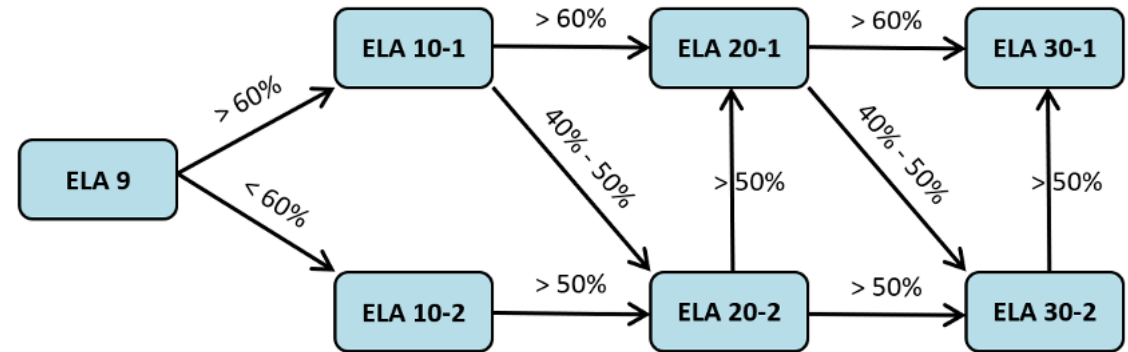 ELA 10-1
> 60%
ELA 20-1
> 60%
ELA 30-1
> 60%
40% - 50%
40% - 50%
ELA 9
> 50%
> 50%
< 60%
ELA 10-2
> 50%
ELA 20-2
> 50%
ELA 30-2